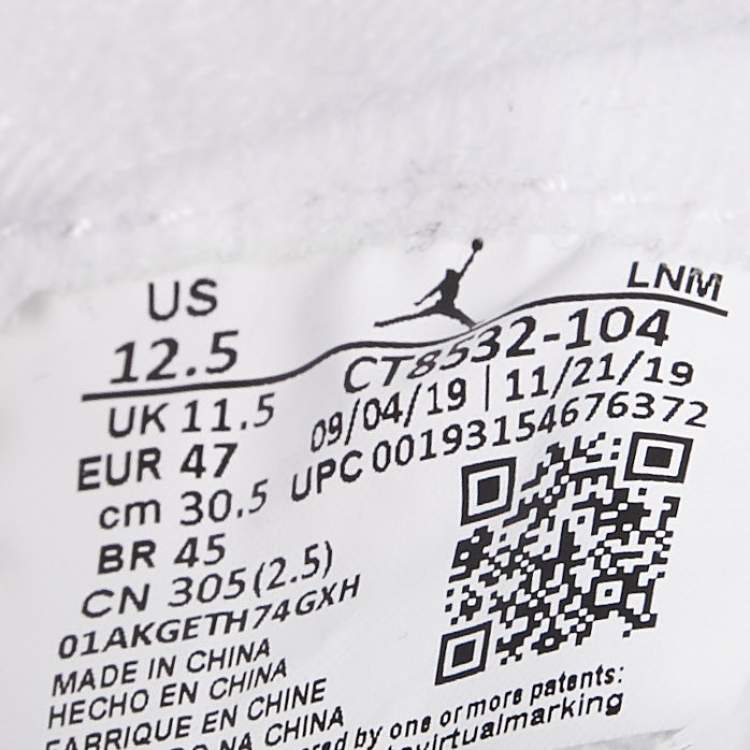 US
12.5
LNM
CT8532-104
UK 11.5
09/04/19 | 11/21/19
EUR 47
UPC 00193154676372
cm 30.5
BR 45
CN 305(2.5)
01AKGETH74GXH
MADE IN CHINA
HECHO EN CHINA
FABRIQUE EN CHINE
NA CHINA
by one or more patents: